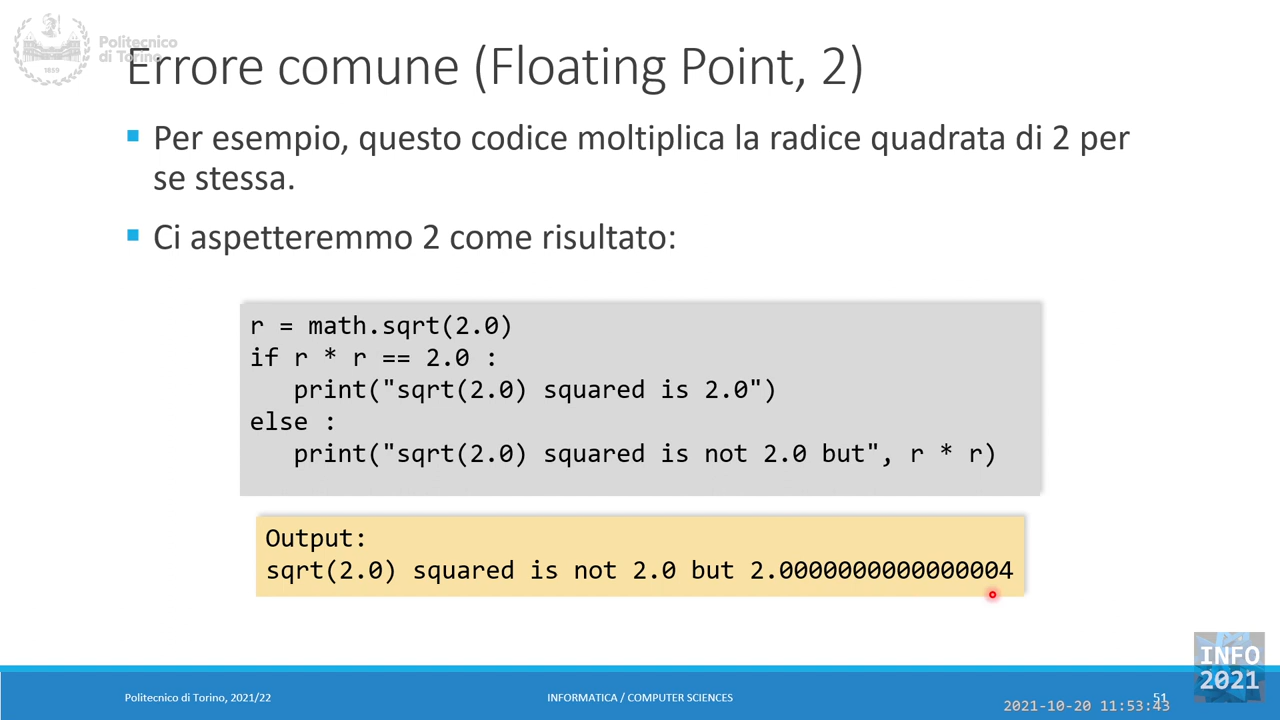 Politecnico
di Torino
1859
Errore comune (Floating Point, 2)
Per esempio, questo codice moltiplica la radice quadrata di 2 per
se stessa.
Ci aspetteremmo 2 come risultato:
r = math.sqrt(2.0)
if r * r == 2.0 :
   print("sqrt(2.0) squared is 2.0")
else :
   print("sqrt(2.0) squared is not 2.0 but", r * r)
Output:
sqrt(2.0) squared is not 2.0 but 2.0000000000000004
Politecnico di Torino, 2021/22
INFORMATICA / COMPUTER SCIENCES
51
INFO
2021
2021-10-20 11:53:43